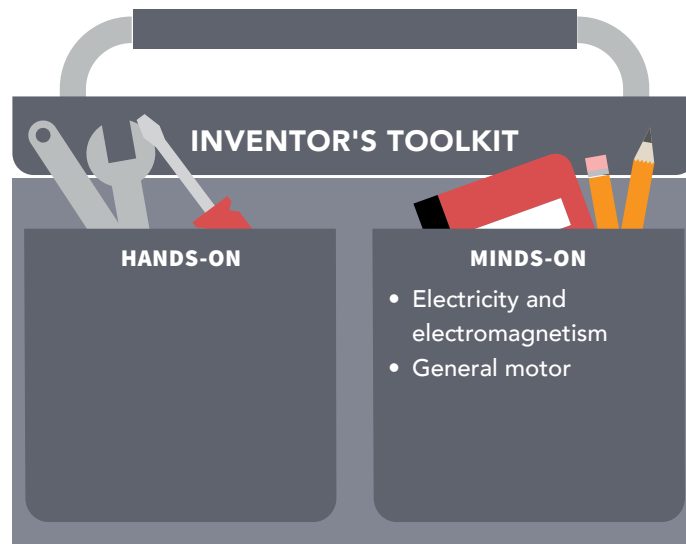 INVENTOR'S TOOLKIT
HANDS-ON
MINDS-ON
• Electricity and
electromagnetism
• General motor